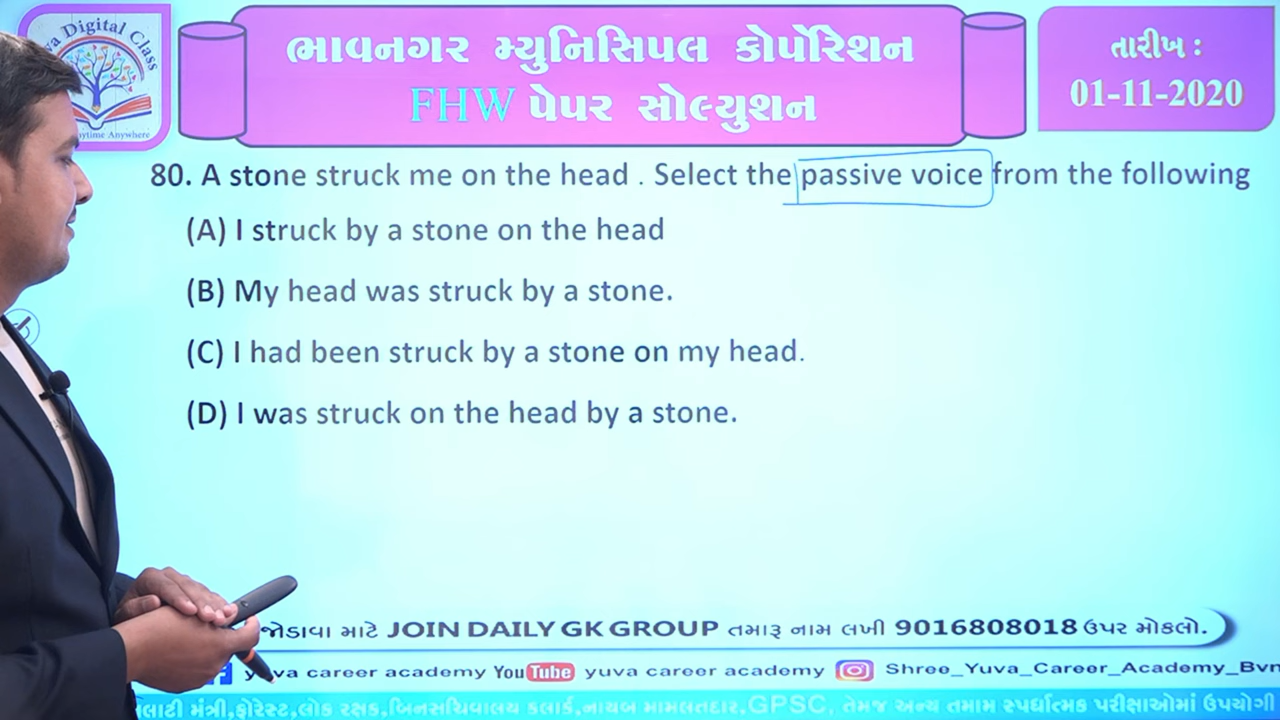 Digital Class
Anytime Anywhere
ભાવનગર મ્યુનિસિપલ કોર્પોરેશન
FHW પેપર સોલ્યુશન
તારીખ :
01-11-2020
80. A stone struck me on the head . Select the passive voice from the following
(A) I struck by a stone on the head
(B) My head was struck by a stone.
(C) I had been struck by a stone on my head.
(D) I was struck on the head by a stone.
જોડાવા માટે JOIN DAILY GK GROUP તમારૂ નામ લખી 9016808018 ઉપર મોકલો.
yuva career academy YouTube yuva career academy Shree_Yuva_Career_Academy_Bvn
મંત્રી,ફોરેસ્ટ,લોક રક્ષક,બિનસચિવાલય કલાર્ક,નાયબ મામલતદાર,GPSC, તેમજ અન્ય તમામ સ્પર્ધાત્મક પરીક્ષાઓમાં ઉપયોગી